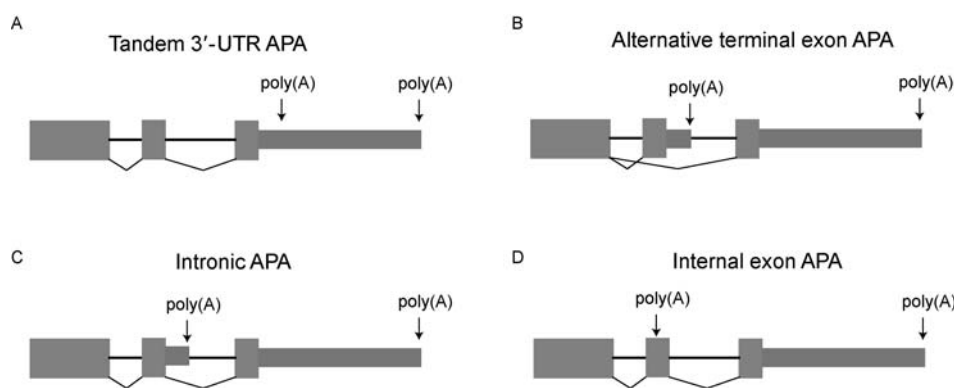 A
Tandem 3′-UTR APA
poly(A)
poly(A)
B
Alternative terminal exon APA
poly(A)
poly(A)
C
Intronic APA
poly(A)
poly(A)
D
Internal exon APA
poly(A)
poly(A)